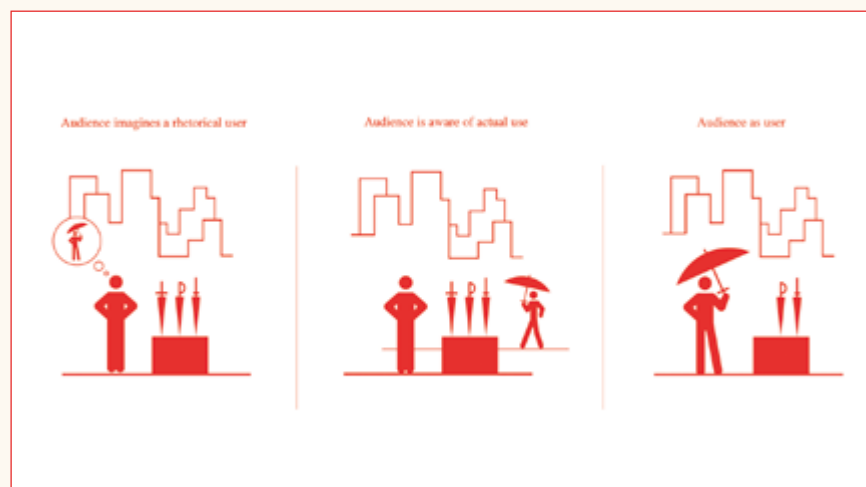 Audience imagines a rhetorical user
Audience is aware of actual use
Audience as user